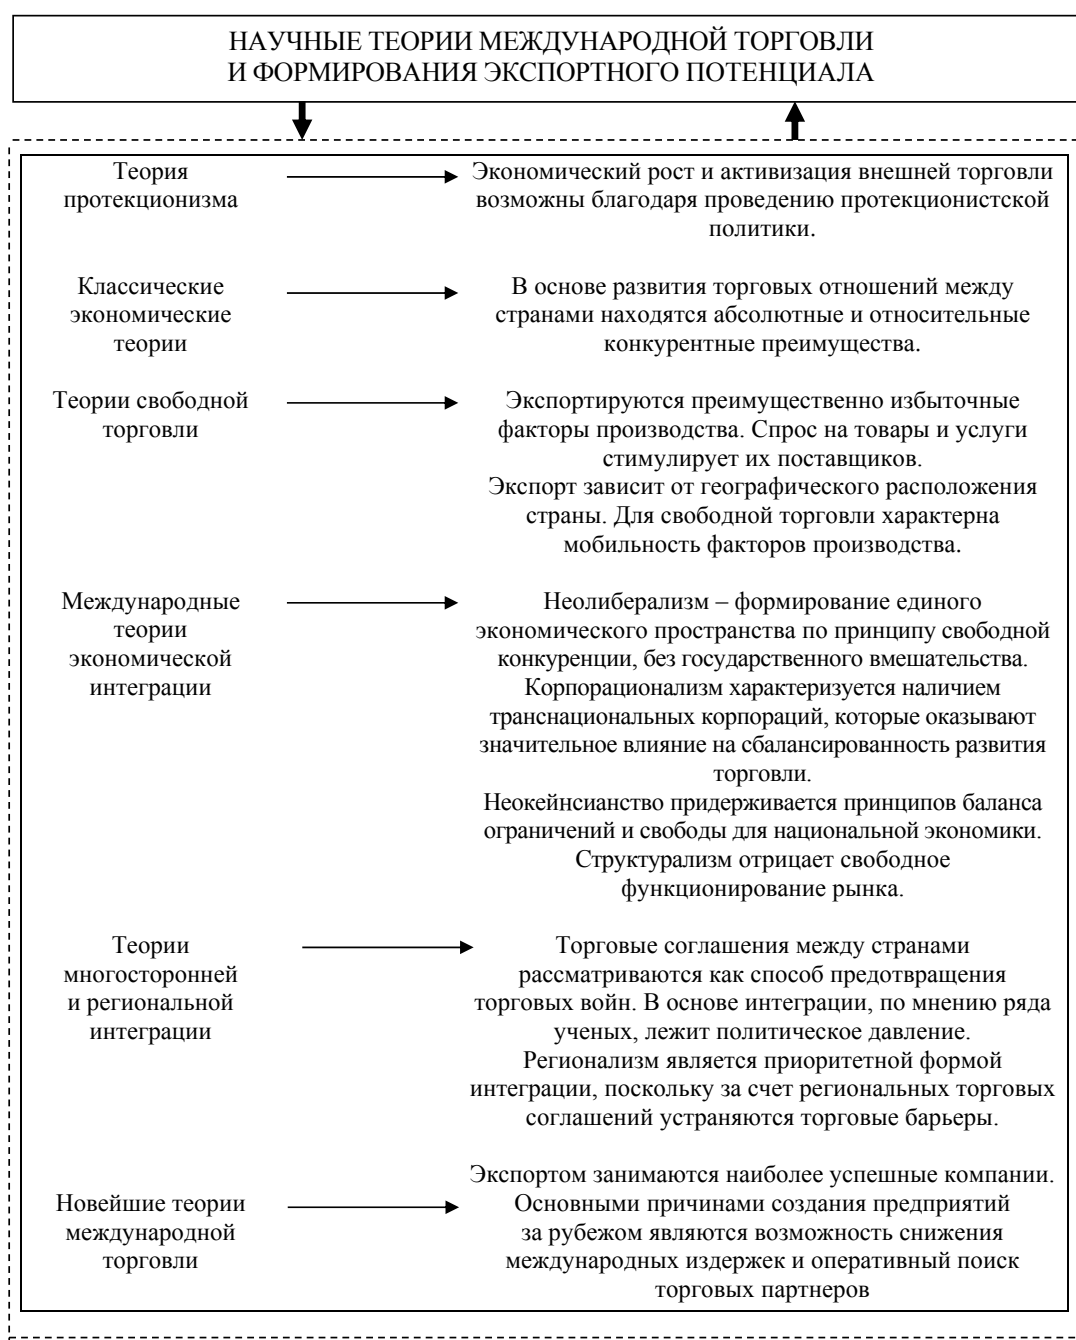 НАУЧНЫЕ ТЕОРИИ МЕЖДУНАРОДНОЙ ТОРГОВЛИ
И ФОРМИРОВАНИЯ ЭКСПОРТНОГО ПОТЕНЦИАЛА
Теория
протекционизма
Экономический рост и активизация внешней торговли
возможны благодаря проведению протекционистской
политики.
Классические
экономические
теории
В основе развития торговых отношений между
странами находятся абсолютные и относительные
конкурентные преимущества.
Теории свободной
торговли
Экспортируются преимущественно избыточные
факторы производства. Спрос на товары и услуги
стимулирует их поставщиков.
Экспорт зависит от географического расположения
страны. Для свободной торговли характерна
мобильность факторов производства.
Международные
теории
экономической
интеграции
Неолиберализм – формирование единого
экономического пространства по принципу свободной
конкуренции, без государственного вмешательства.
Корпорационализм характеризуется наличием
транснациональных корпораций, которые оказывают
значительное влияние на сбалансированность развития
торговли.
Неокейнсианство придерживается принципов баланса
ограничений и свободы для национальной экономики.
Структурализм отрицает свободное
функционирование рынка.
Теории
многосторонней
и региональной
интеграции
Торговые соглашения между странами
рассматриваются как способ предотвращения
торговых войн. В основе интеграции, по мнению ряда
ученых, лежит политическое давление.
Регионализм является приоритетной формой
интеграции, поскольку за счет региональных торговых
соглашений устраняются торговые барьеры.
Новейшие теории
международной
торговли
Экспортом занимаются наиболее успешные компании.
Основными причинами создания предприятий
за рубежом являются возможность снижения
международных издержек и оперативный поиск
торговых партнеров